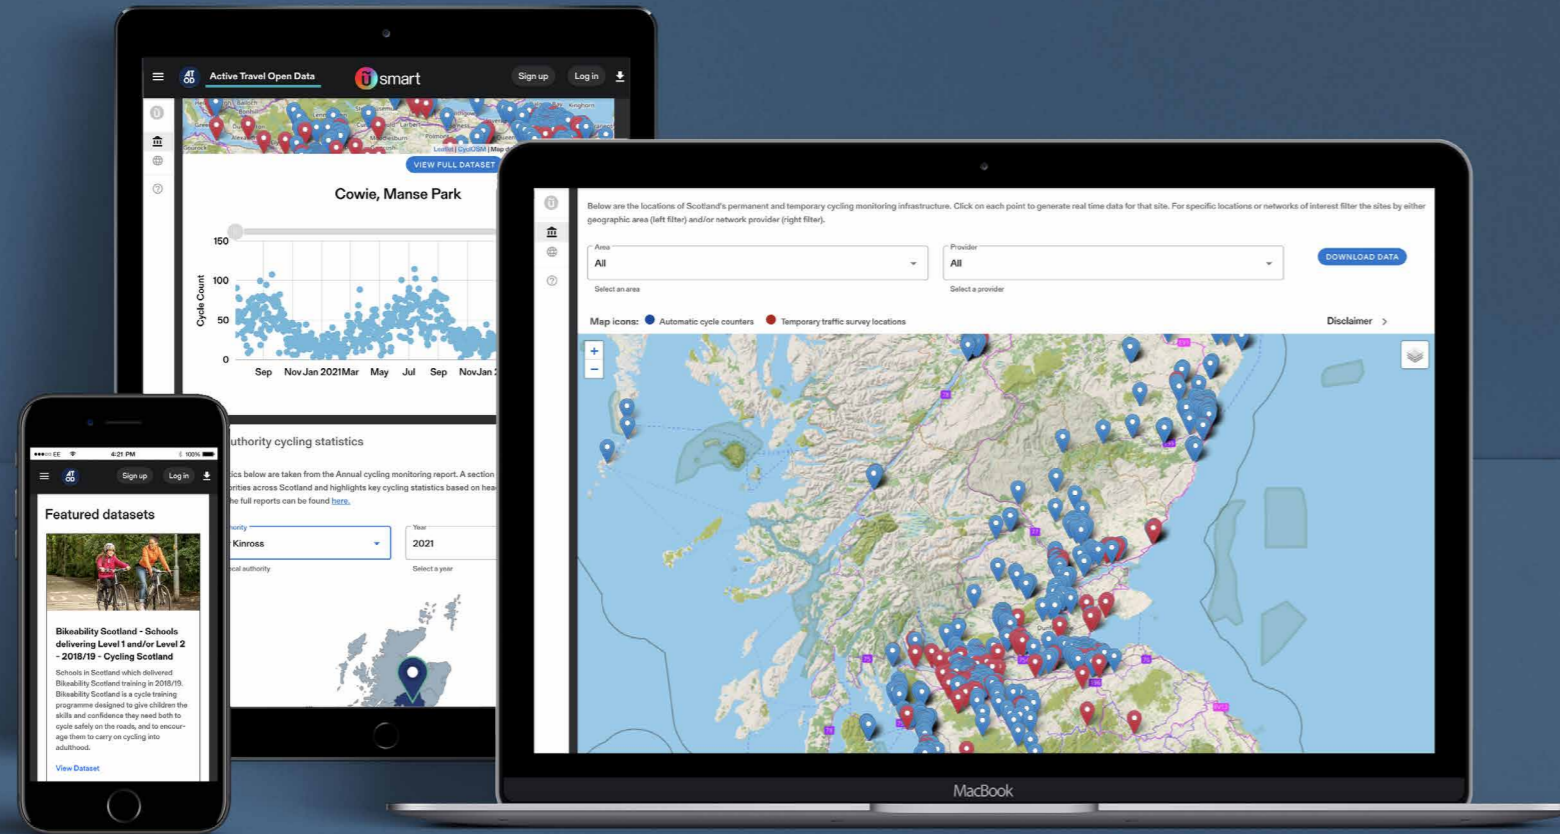 Active Travel Open Data
ũsmart
Sign up
Log in
VIEW FULL DATASET
Cowie, Manse Park
150
100
50
0
Cycle Count
Sep Nov Jan 2021 Mar May Jul Sep Nov Jan
uthority cycling statistics
ics below are taken from the Annual cycling monitoring report. A section
orities across Scotland and highlights key cycling statistics based on hea
he full reports can be found here.
hority
Kinross
ocal authority
Year
2021
Select a year
EE
4:21 PM
100%
AT
OD
Sign up
Log in
Featured datasets
Bikeability Scotland - Schools
delivering Level 1 and/or Level 2
- 2018/19 - Cycling Scotland
Schools in Scotland which delivered
Bikeability Scotland training in 2018/19.
Bikeability Scotland is a cycle training
programme designed to give children the
skills and confidence they need both to
cycle safely on the roads, and to encour-
age them to carry on cycling into
adulthood.
View Dataset
Below are the locations of Scotland's permanent and temporary cycling monitoring infrastructure. Click on each point to generate real time data for that site. For specific locations or networks of interest filter the sites by either
geographic area (left filter) and/or network provider (right filter).
Area
All
Select an area
Provider
All
Select a provider
DOWNLOAD DATA
Map icons:
Automatic cycle counters
Temporary traffic survey locations
Disclaimer >
+
−
MacBook